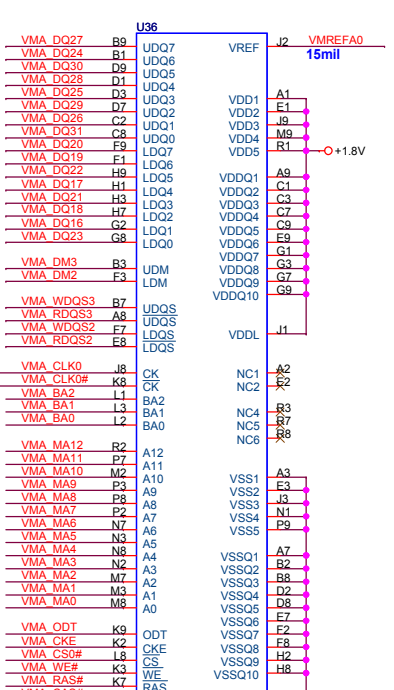 U36
VMA_DQ27 B9 UDQ7
VMA_DQ24 B1 UDQ6
VMA_DQ30 D9 UDQ5
VMA_DQ28 D1 UDQ4
VMA_DQ25 D3 UDQ3
VMA_DQ29 D7 UDQ2
VMA_DQ26 C2 UDQ1
VMA_DQ31 C8 UDQ0
VMA_DQ20 F9 LDQ7
VMA_DQ19 F1 LDQ6
VMA_DQ22 H9 LDQ5
VMA_DQ17 H1 LDQ4
VMA_DQ21 H3 LDQ3
VMA_DQ18 H7 LDQ2
VMA_DQ16 G2 LDQ1
VMA_DQ23 G8 LDQ0
VMA_DM3 B3 UDM
VMA_DM2 F3 LDM
VMA_WDQS3 B7 UDQS
VMA_RDQS3 A8 UDQS
VMA_WDQS2 F7 LDQS
VMA_RDQS2 E8 LDQS
VMA_CLK0 J8 CK
VMA_CLK0# K8 CK
VMA_BA2 L1 BA2
VMA_BA1 L3 BA1
VMA_BA0 L2 BA0
VMA_MA12 R2 A12
VMA_MA11 P7 A11
VMA_MA10 M2 A10
VMA_MA9 P3 A9
VMA_MA8 P8 A8
VMA_MA7 P2 A7
VMA_MA6 N7 A6
VMA_MA5 N3 A5
VMA_MA4 N8 A4
VMA_MA3 N2 A3
VMA_MA2 M7 A2
VMA_MA1 M3 A1
VMA_MA0 M8 A0
VMA_ODT K9 ODT
VMA_CKE K2 CKE
VMA_CS0# L8 CS
VMA_WE# K3 WE
VMA_RAS# K7 RAS
VREF J2 VMREFA0
15mil
VDD1 A1
VDD2 E1
VDD3 J9
VDD4 M9
VDD5 R1 +1.8V
VDDQ1 A9
VDDQ2 C1
VDDQ3 C3
VDDQ4 C7
VDDQ5 C9
VDDQ6 E9
VDDQ7 G1
VDDQ8 G3
VDDQ9 G7
VDDQ10 G9
VDDL J1
NC1 A2
NC2 E2
NC4 R3
NC5 R7
NC6 R8
VSS1 A3
VSS2 E3
VSS3 J3
VSS4 N1
VSS5 P9
VSSQ1 A7
VSSQ2 B2
VSSQ3 B8
VSSQ4 D2
VSSQ5 D8
VSSQ6 E7
VSSQ7 F2
VSSQ8 F8
VSSQ9 H2
VSSQ10 H8